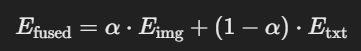 E_fused = α · E_img + (1 − α) · E_txt